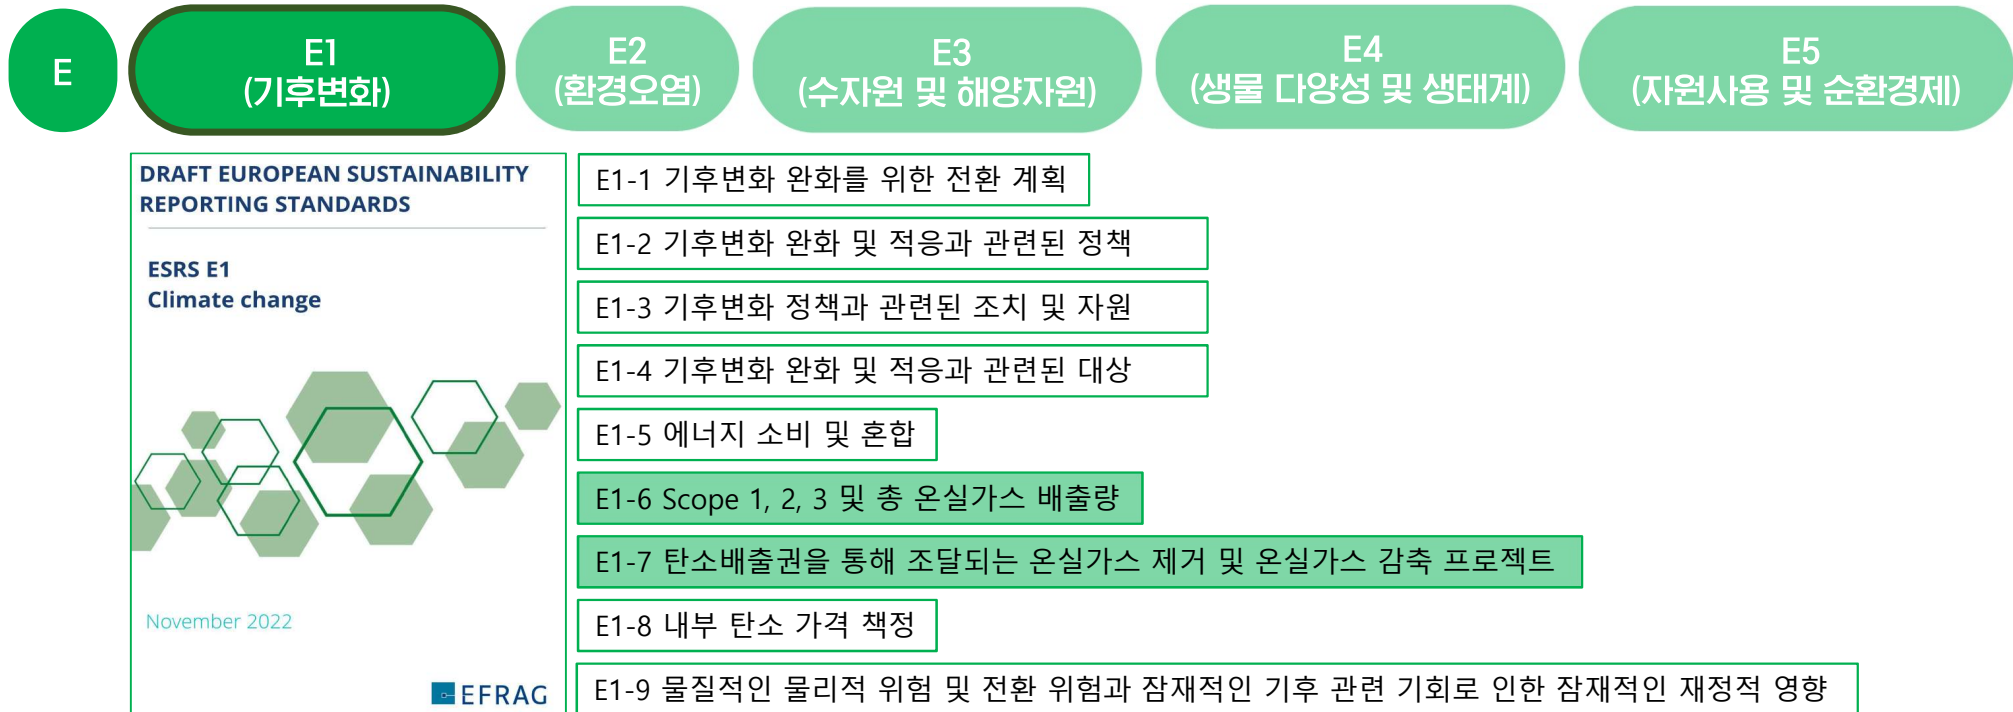 E
E1
(기후변화)
E2
(환경오염)
E3
(수자원 및 해양자원)
E4
(생물 다양성 및 생태계)
E5
(자원사용 및 순환경제)
DRAFT EUROPEAN SUSTAINABILITY
REPORTING STANDARDS
ESRS E1
Climate change
November 2022
EFRAG
E1-1 기후변화 완화를 위한 전환 계획
E1-2 기후변화 완화 및 적응과 관련된 정책
E1-3 기후변화 정책과 관련된 조치 및 자원
E1-4 기후변화 완화 및 적응과 관련된 대상
E1-5 에너지 소비 및 혼합
E1-6 Scope 1, 2, 3 및 총 온실가스 배출량
E1-7 탄소배출권을 통해 조달되는 온실가스 제거 및 온실가스 감축 프로젝트
E1-8 내부 탄소 가격 책정
E1-9 물질적인 물리적 위험 및 전환 위험과 잠재적인 기후 관련 기회로 인한 잠재적인 재정적 영향